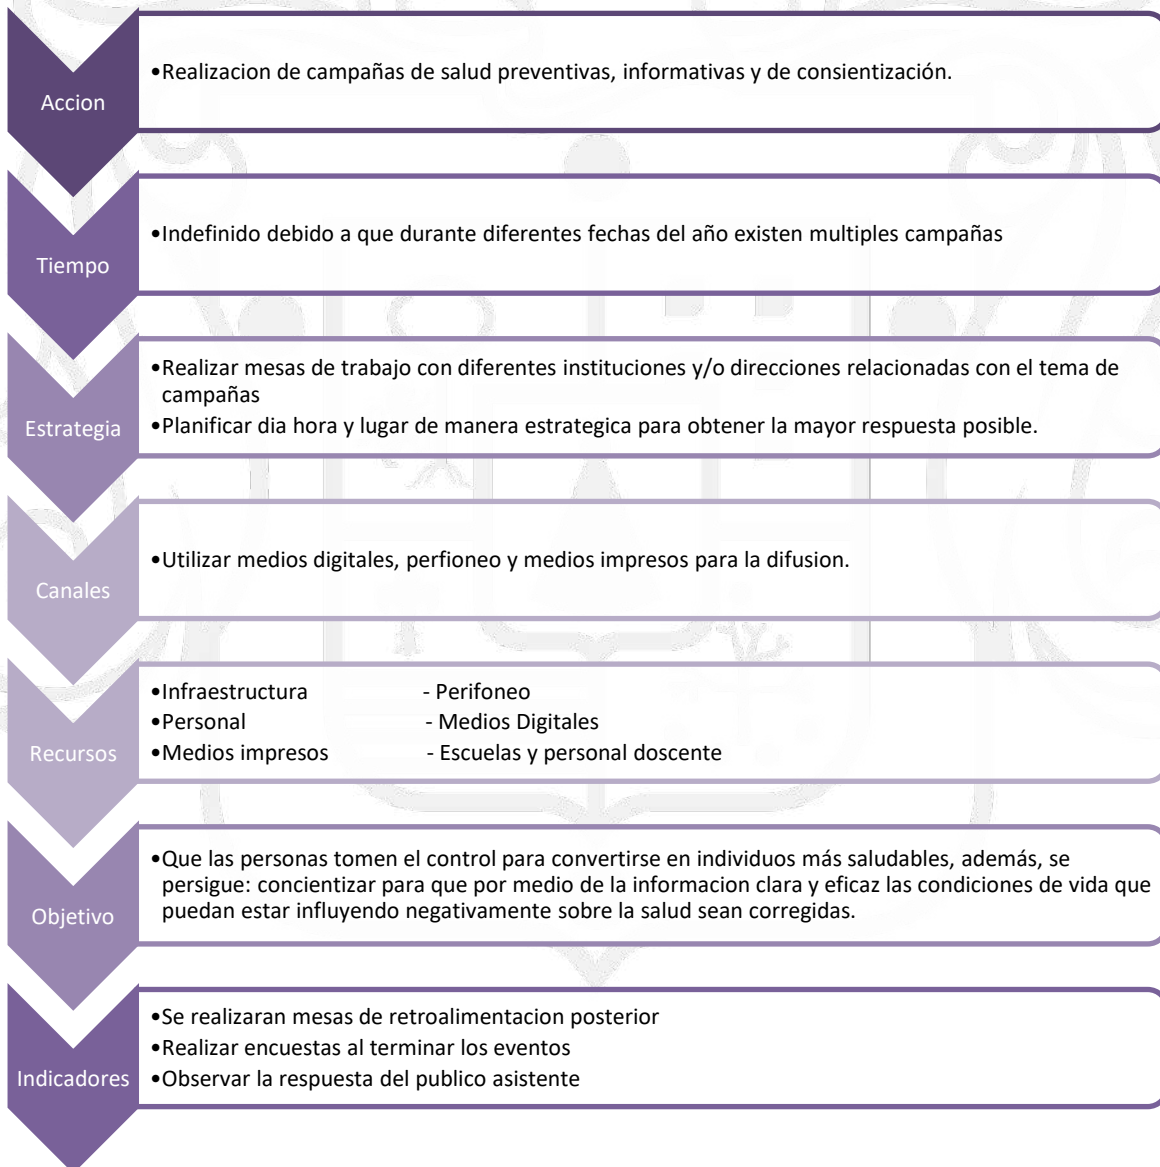 Accion
•Realizacion de campañas de salud preventivas, informativas y de consientización.
Tiempo
•Indefinido debido a que durante diferentes fechas del año existen multiples campañas
Estrategia
•Realizar mesas de trabajo con diferentes instituciones y/o direcciones relacionadas con el tema de
campañas
•Planificar dia hora y lugar de manera estrategica para obtener la mayor respuesta posible.
Canales
•Utilizar medios digitales, perfioneo y medios impresos para la difusion.
Recursos
•Infraestructura - Perifoneo
•Personal - Medios Digitales
•Medios impresos - Escuelas y personal doscente
Objetivo
•Que las personas tomen el control para convertirse en individuos más saludables, además, se
persigue: concientizar para que por medio de la informacion clara y eficaz las condiciones de vida que
puedan estar influyendo negativamente sobre la salud sean corregidas.
Indicadores
•Se realizaran mesas de retroalimentacion posterior
•Realizar encuestas al terminar los eventos
•Observar la respuesta del publico asistente